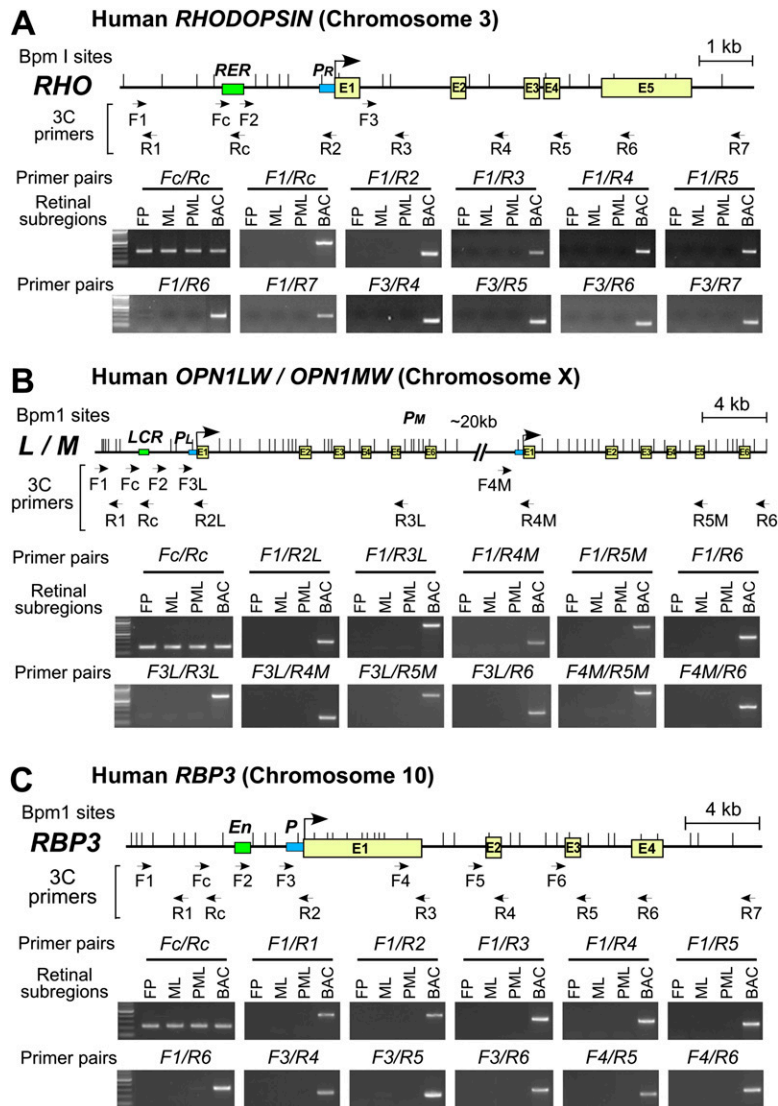 A Human RHODOPSIN (Chromosome 3)
Bpm I sites
RER PR 1 kb
RHO E1 E2 E3 E4 E5
3C primers
F1 Fc F2 F3
R1 Rc R2 R3 R4 R5 R6 R7
Primer pairs Fc/Rc F1/Rc F1/R2 F1/R3 F1/R4 F1/R5
Retinal subregions
FP ML PML BAC FP ML PML BAC FP ML PML BAC FP ML PML BAC FP ML PML BAC FP ML PML BAC
Primer pairs F1/R6 F1/R7 F3/R4 F3/R5 F3/R6 F3/R7
B Human OPN1LW / OPN1MW (Chromosome X)
Bpm1 sites
LCR PL PM ~20kb 4 kb
L / M E1 E2 E3 E4 E5 E6 E1 E2 E3 E4 E5 E6
3C primers
F1 Fc F2 F3L F4M
R1 Rc R2L R3L R4M R5M R6
Primer pairs Fc/Rc F1/R2L F1/R3L F1/R4M F1/R5M F1/R6
Retinal subregions
FP ML PML BAC FP ML PML BAC FP ML PML BAC FP ML PML BAC FP ML PML BAC FP ML PML BAC
Primer pairs F3L/R3L F3L/R4M F3L/R5M F3L/R6 F4M/R5M F4M/R6
C Human RBP3 (Chromosome 10)
Bpm1 sites
En P 4 kb
RBP3 E1 E2 E3 E4
3C primers
F1 Fc F2 F3 F4 F5 F6
R1 Rc R2 R3 R4 R5 R6 R7
Primer pairs Fc/Rc F1/R1 F1/R2 F1/R3 F1/R4 F1/R5
Retinal subregions
FP ML PML BAC FP ML PML BAC FP ML PML BAC FP ML PML BAC FP ML PML BAC FP ML PML BAC
Primer pairs F1/R6 F3/R4 F3/R5 F3/R6 F4/R5 F4/R6